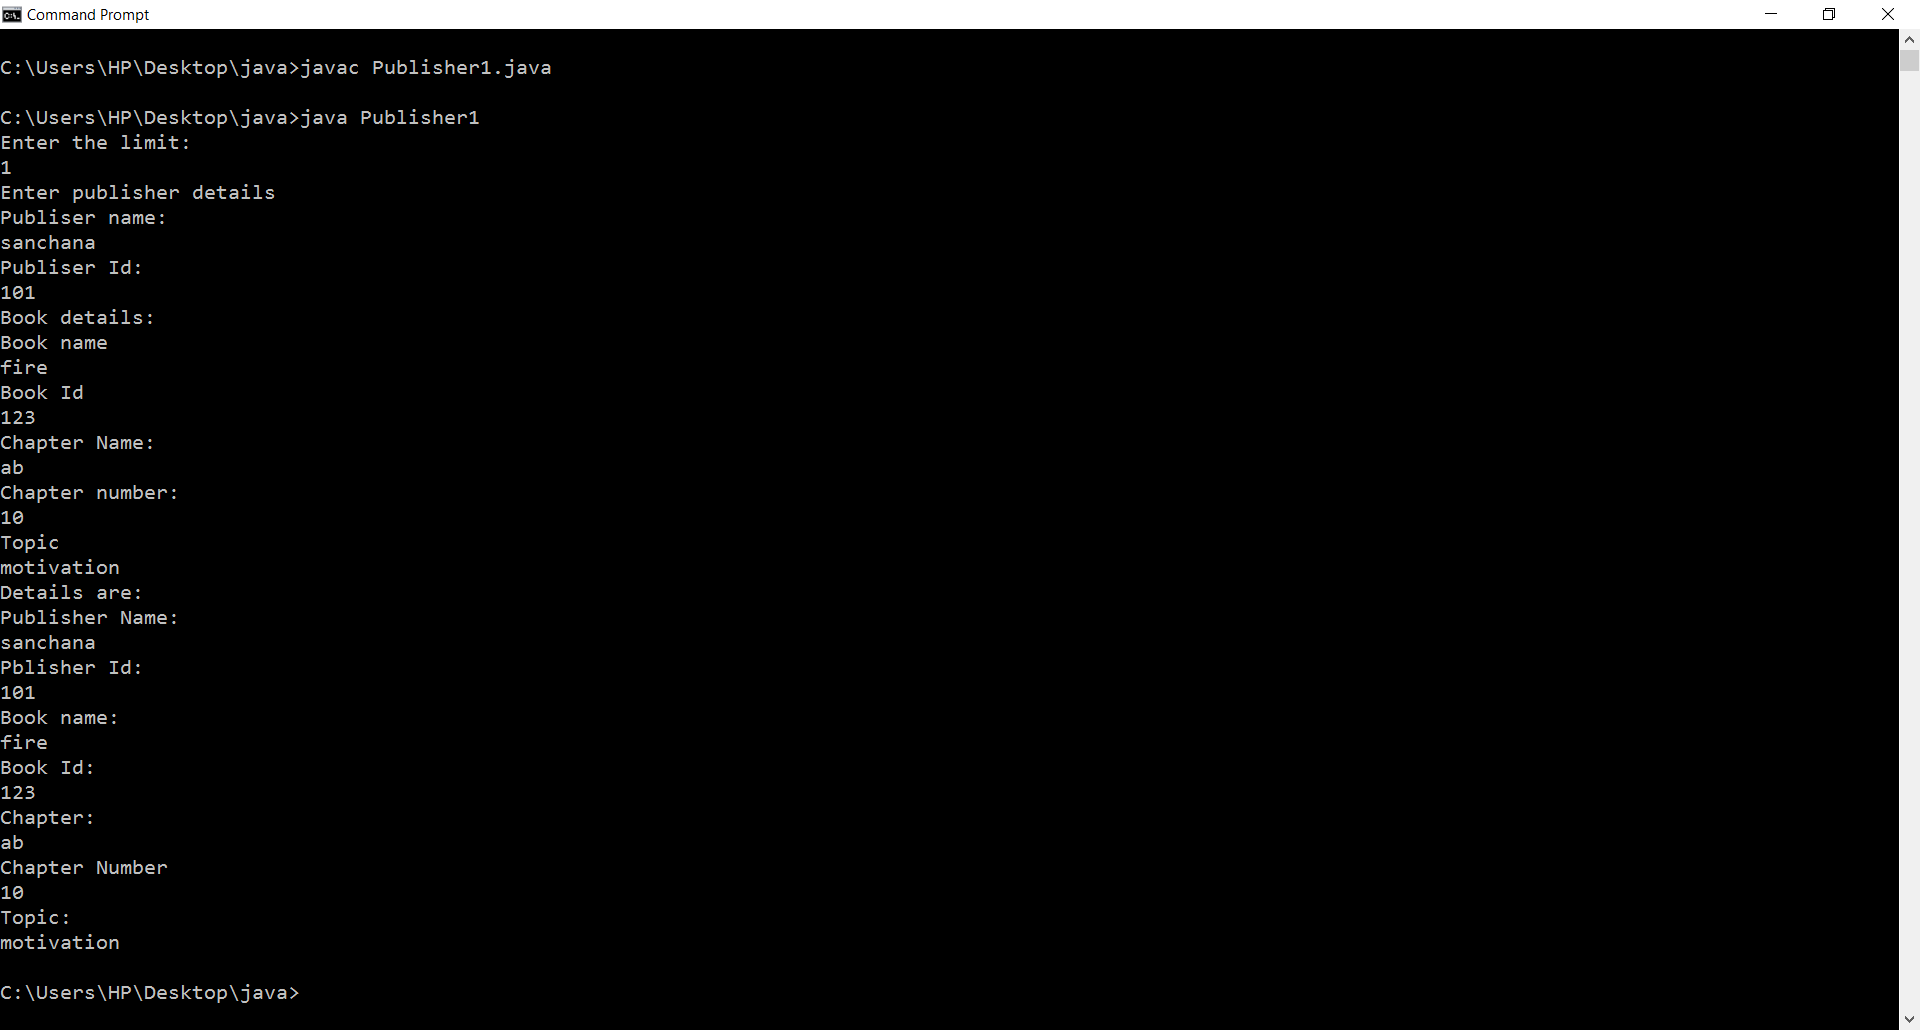 Command Prompt
C:\Users\HP\Desktop\java>javac Publisher1.java
C:\Users\HP\Desktop\java>java Publisher1
Enter the limit:
1
Enter publisher details
Publiser name:
sanchana
Publiser Id:
101
Book details:
Book name
fire
Book Id
123
Chapter Name:
ab
Chapter number:
10
Topic
motivation
Details are:
Publisher Name:
sanchana
Pblisher Id:
101
Book name:
fire
Book Id:
123
Chapter:
ab
Chapter Number
10
Topic:
motivation
C:\Users\HP\Desktop\java>